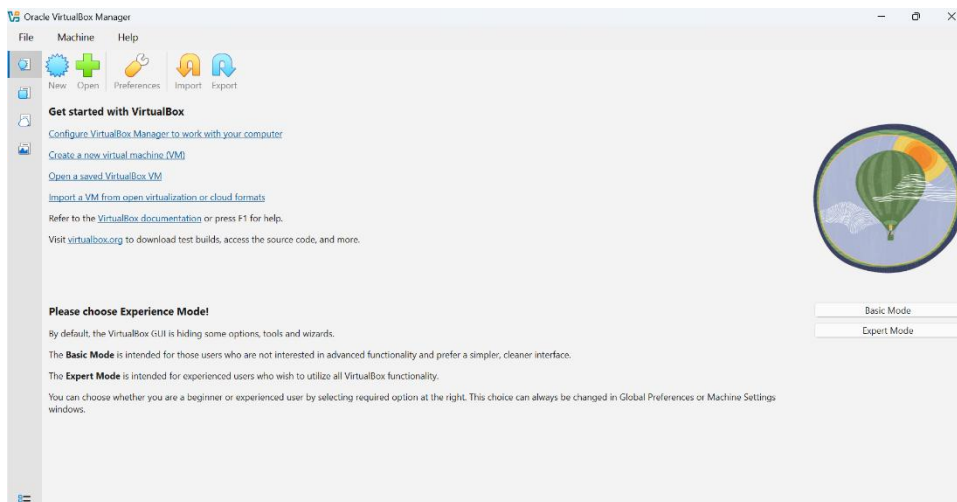 Oracle VirtualBox Manager
File Machine Help
New Open Preferences Import Export
Get started with VirtualBox
Configure VirtualBox Manager to work with your computer
Create a new virtual machine (VM)
Open a saved VirtualBox VM
Import a VM from open virtualization or cloud formats
Refer to the VirtualBox documentation or press F1 for help.
Visit virtualbox.org to download test builds, access the source code, and more.
Please choose Experience Mode!
By default, the VirtualBox GUI is hiding some options, tools and wizards.
The Basic Mode is intended for those users who are not interested in advanced functionality and prefer a simpler, cleaner interface.
The Expert Mode is intended for experienced users who wish to utilize all VirtualBox functionality.
You can choose whether you are a beginner or experienced user by selecting required option at the right. This choice can always be changed in Global Preferences or Machine Settings
windows.
Basic Mode
Expert Mode